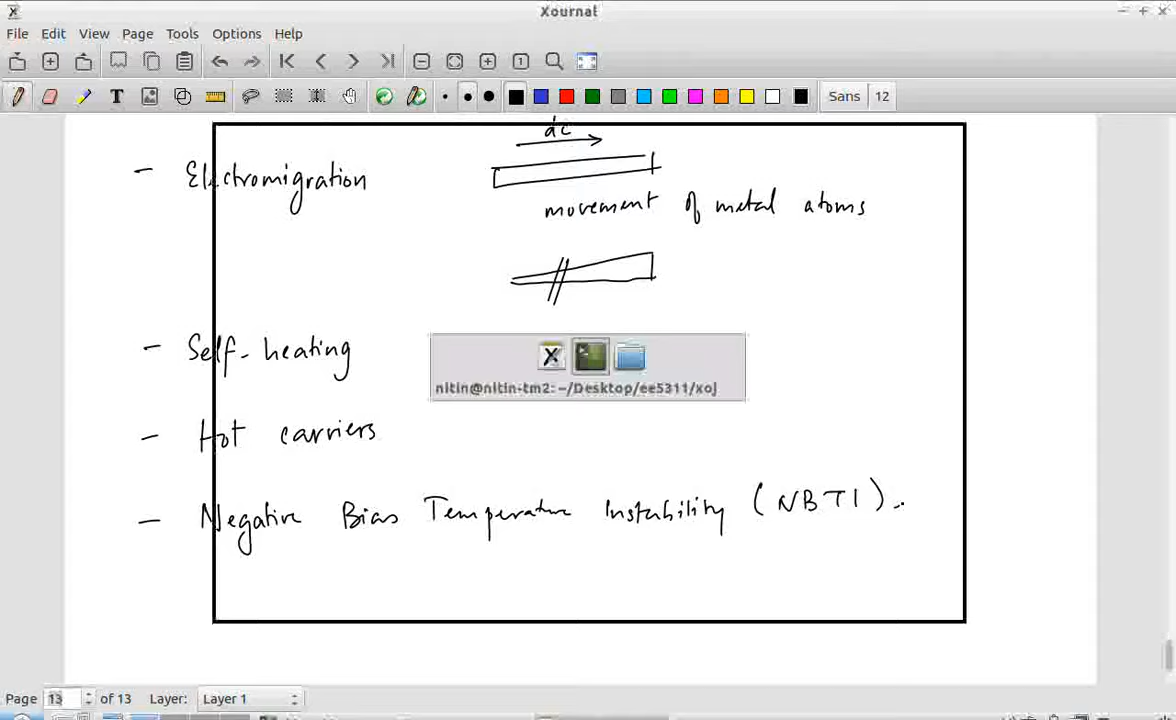 Xournal
File Edit View Page Tools Options Help
Sans 12
dc
- Electromigration
movement of metal atoms
- Self-heating
nitin@nitin-tm2: ~/Desktop/ee5311/xoj
- Hot carriers
- Negative Bias Temperature Instability (NBTI).
Page 13 of 13 Layer: Layer 1